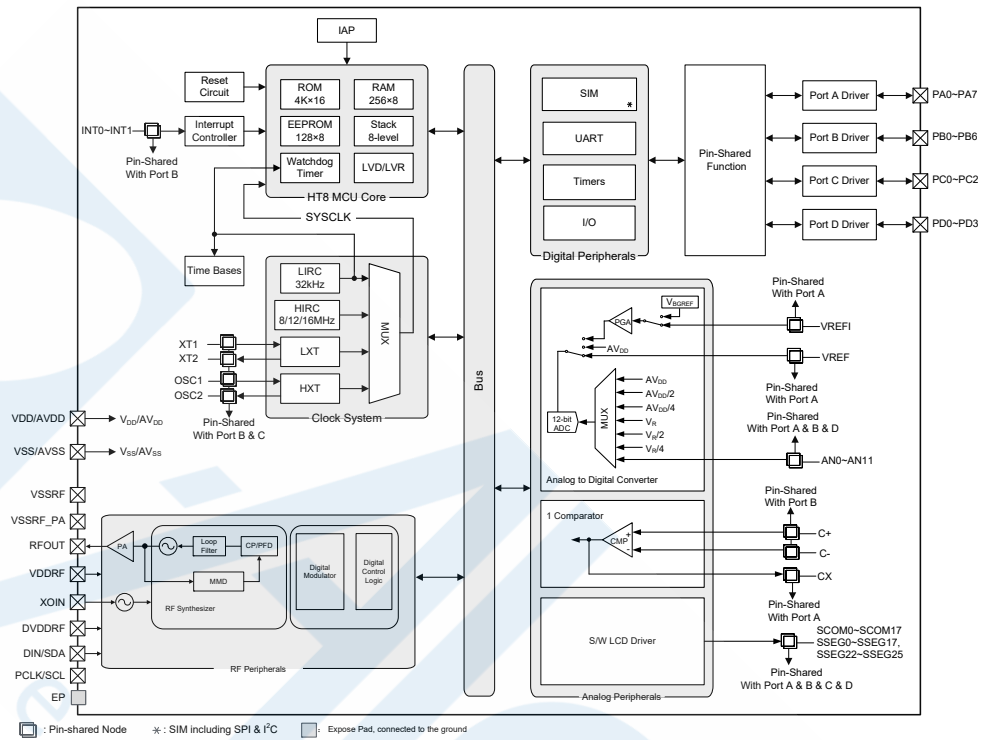 IAP
Reset
Circuit
ROM
4K×16
RAM
256×8
INT0~INT1
Interrupt
Controller
EEPROM
128×8
Stack
8-level
Pin-Shared
With Port B
Watchdog
Timer
LVD/LVR
HT8 MCU Core
SYSCLK
Time Bases
LIRC
32kHz
HIRC
8/12/16MHz
MUX
XT1
XT2
LXT
OSC1
OSC2
HXT
Pin-Shared
With Port B & C
Clock System
Bus
SIM
*
UART
Timers
I/O
Digital Peripherals
Pin-Shared
Function
Port A Driver
PA0~PA7
Port B Driver
PB0~PB6
Port C Driver
PC0~PC2
Port D Driver
PD0~PD3
VBGREF
PGA
Pin-Shared
With Port A
VREFI
AVDD
VREF
Pin-Shared
With Port A
AVDD
AVDD/2
AVDD/4
VR
VR/2
VR/4
MUX
12-bit
ADC
Pin-Shared
With Port A & B & D
AN0~AN11
Analog to Digital Converter
1 Comparator
CMP
+
-
Pin-Shared
With Port B
C+
C-
CX
Pin-Shared
With Port A
S/W LCD Driver
SCOM0~SCOM17
SSEG0~SSEG17,
SSEG22~SSEG25
Pin-Shared
With Port A & B & C & D
Analog Peripherals
VDD/AVDD
VDD/AVDD
VSS/AVSS
VSS/AVSS
VSSRF
VSSRF_PA
RFOUT
VDDRF
XOIN
DVDDRF
DIN/SDA
PCLK/SCL
EP
PA
Loop
Filter
CP/PFD
MMD
RF Synthesizer
Digital
Modulator
Digital
Control
Logic
RF Peripherals
: Pin-shared Node
* : SIM including SPI & I²C
: Expose Pad, connected to the ground